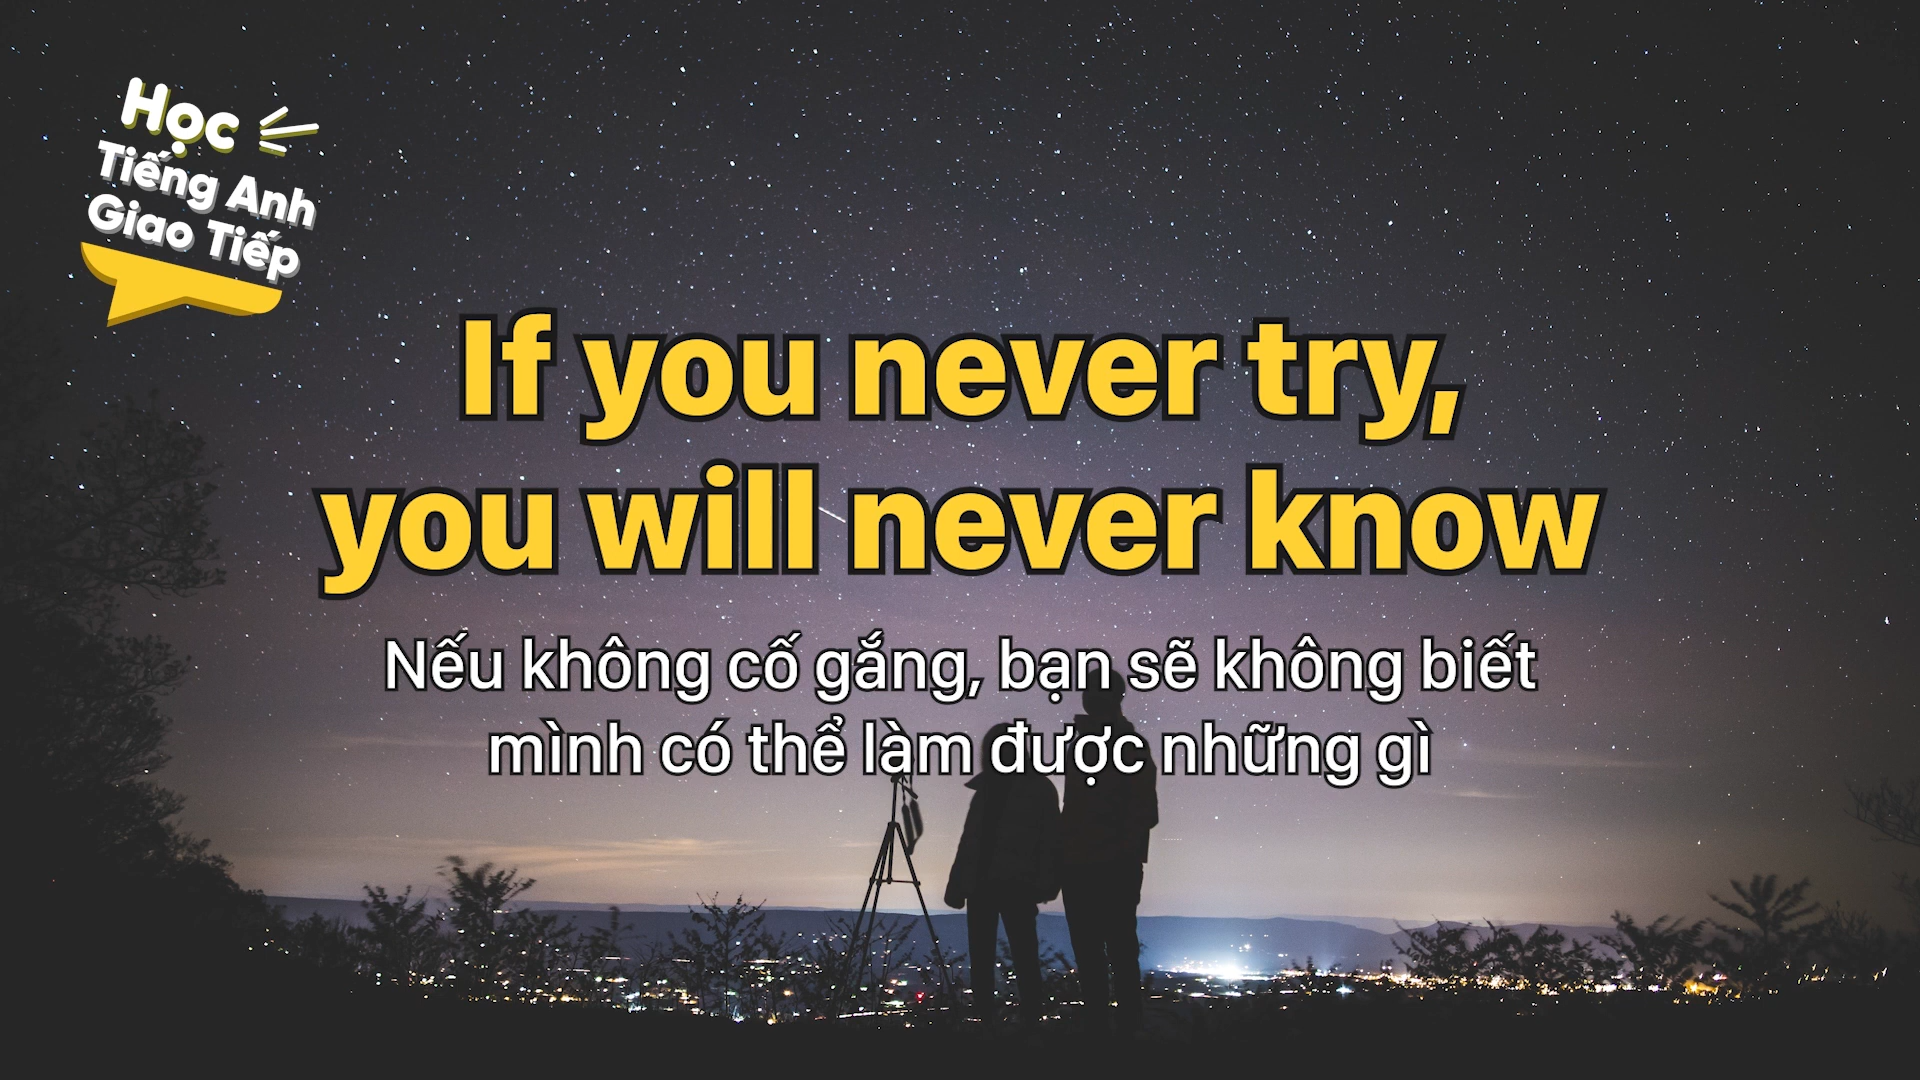 Học
Tiếng Anh
Giao Tiếp
If you never try,
you will never know
Nếu không cố gắng, bạn sẽ không biết
mình có thể làm được những gì